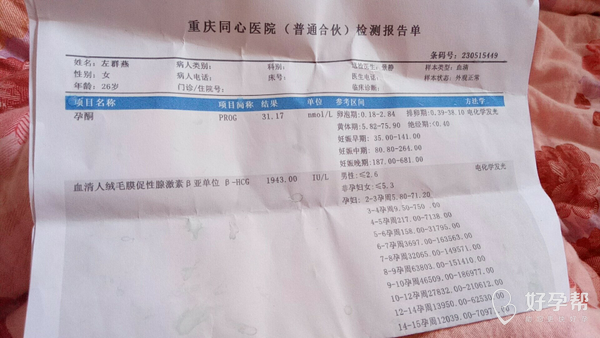 重庆同心医院（普通合伙）检测报告单
条码号: 230515449
姓名: 左群燕 病人类别: 科别: 医生: 静 样本类型: 血清
性别: 女 病人电话: 床号: 医生电话: 样本状态: 外观正常
年龄: 26岁 门诊/住院号: 临床诊断:
项目名称 项目简称 结果 单位 参考区间 方法学
孕酮 PROG 31.17 nmol/L 卵泡期:0.18-2.84 排卵期:0.39-38.10 电化学发光
黄体期: 5.82-75.90 绝经期:<0.40
妊娠早期: 35.00-141.00
妊娠中期: 80.80-264.00
妊娠晚期: 187.00-681.00
血清人绒毛膜促性腺激素β亚单位 β-HCG 1943.00 IU/L 男性:≤2.6 电化学发光
非孕妇女:≤5.3
孕妇: 2-3孕周5.80-71.20
3-4孕周9.50-750 .00
4-5孕周217.00-7138.00
5-6孕周158.00-31795.00
6-7孕周3697.00-163563.00
7-8孕周32065.00-149571.00
8-9孕周63803.00-151410.00
9-10孕周46509.00-186977.00
10-12孕周27832.00-210612.00
12-14孕周13950.00-62530.00
14-15孕周12039.00-7097
好孕帮